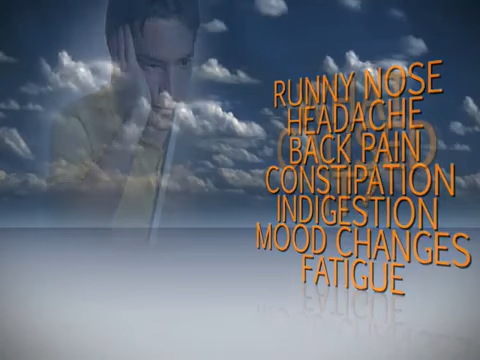 RUNNY NOSE
HEADACHE
BACK PAIN
CONSTIPATION
INDIGESTION
MOOD CHANGES
FATIGUE